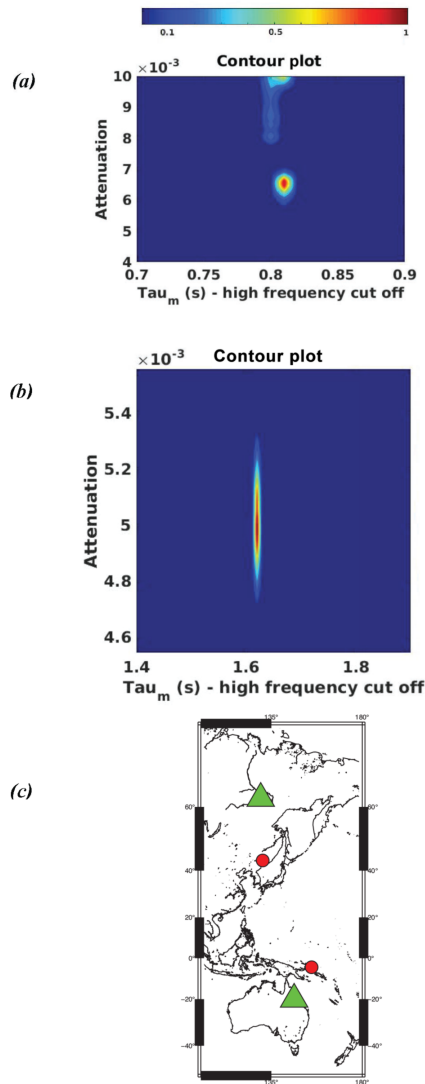 0.1 0.5 1
(a)
×10⁻³ Contour plot
10
9
8
7
6
5
4
Attenuation
0.7 0.75 0.8 0.85 0.9
Tau_m (s) - high frequency cut off
(b)
×10⁻³ Contour plot
5.4
5.2
5
4.8
4.6
Attenuation
1.4 1.6 1.8
Tau_m (s) - high frequency cut off
(c)
135° 180°
60° 60°
40° 40°
20° 20°
0° 0°
−20° −20°
−40° −40°
135° 180°